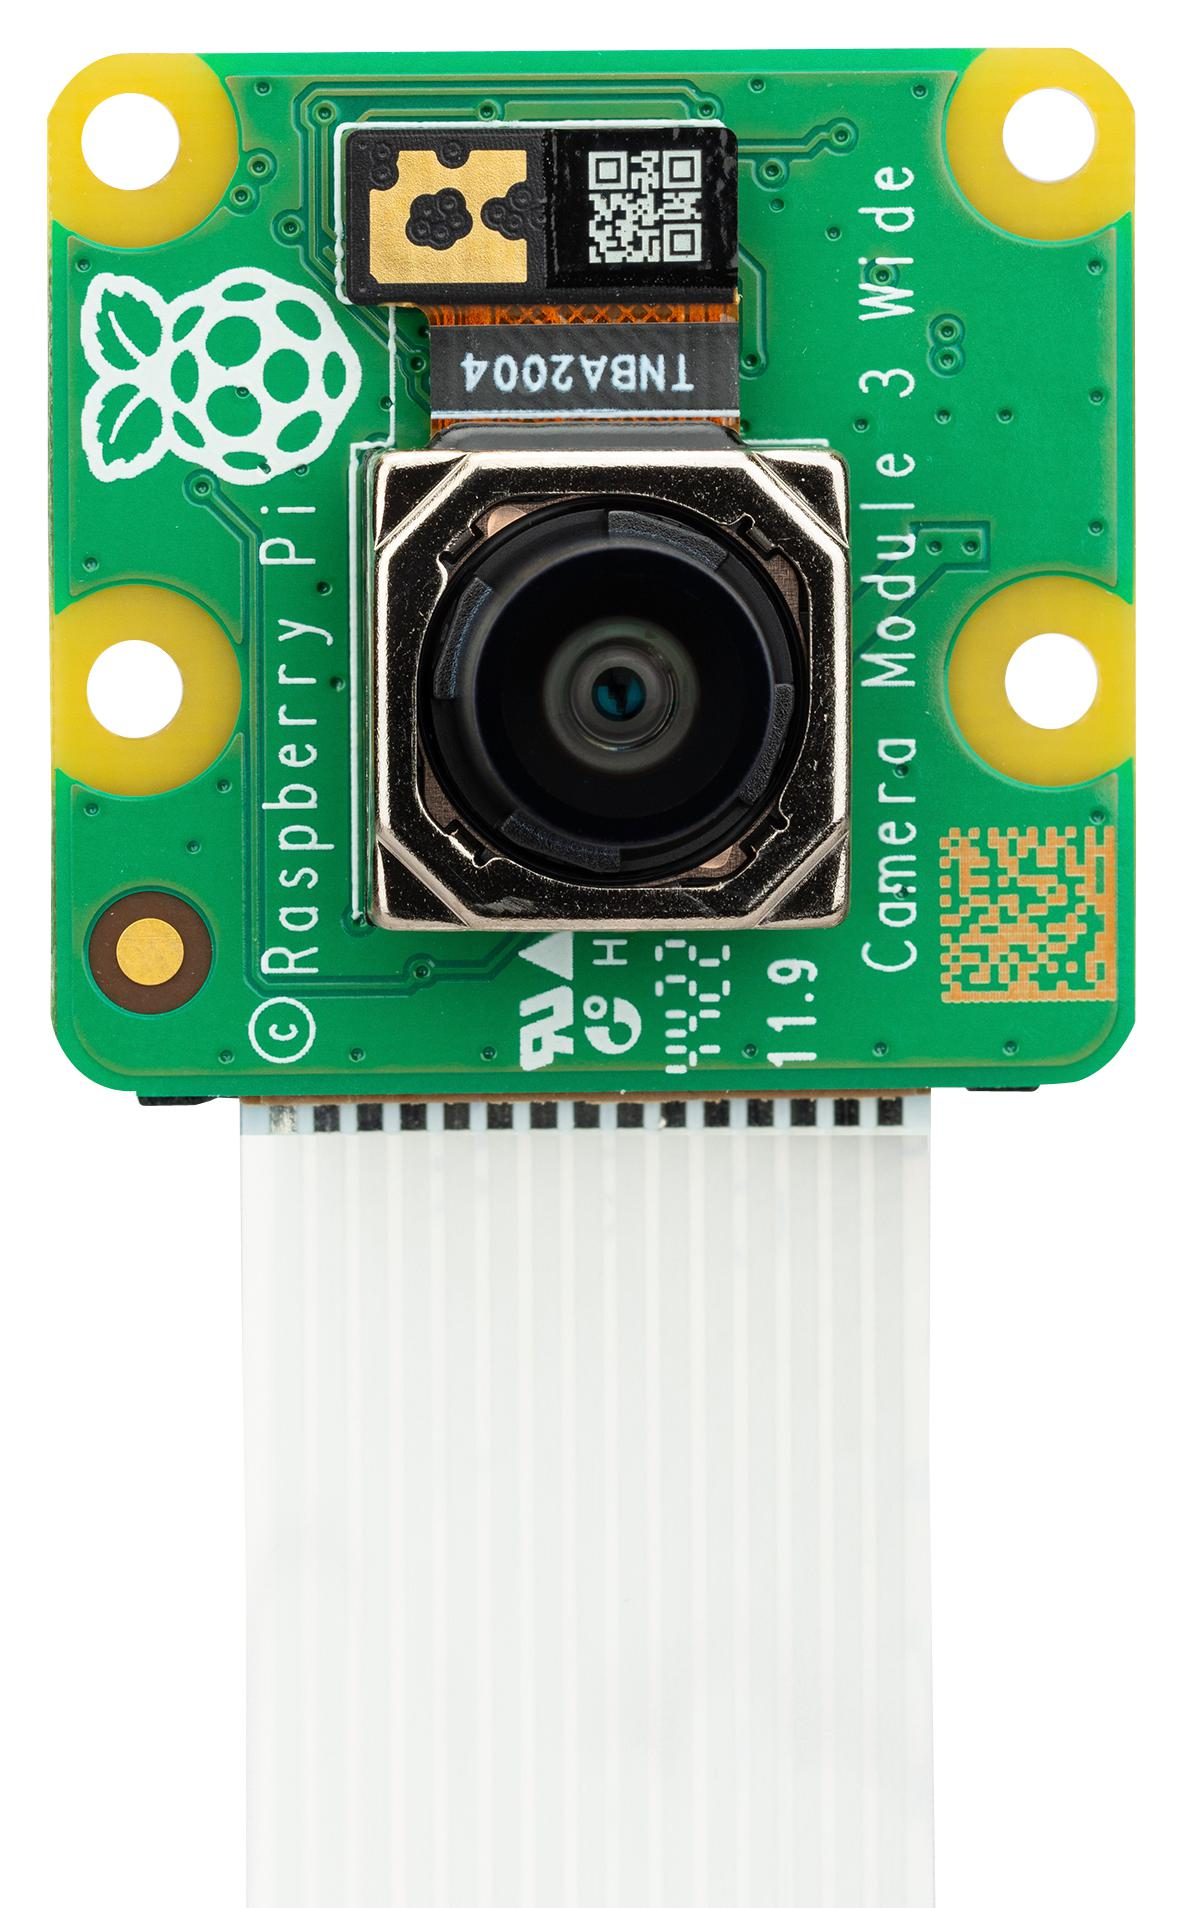 TNBA2004
©Raspberry Pi
Camera Module 3 Wide
11.9
H